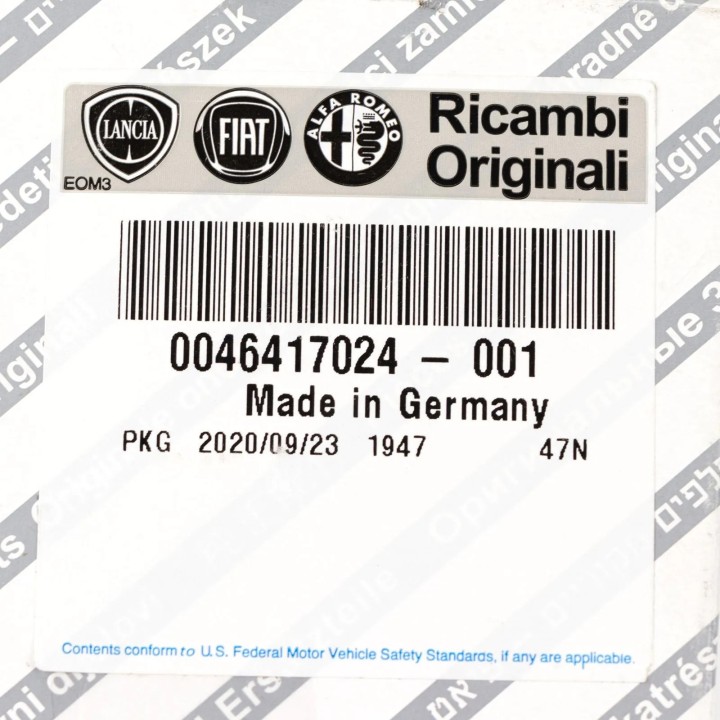 LANCIA
FIAT
ALFA ROMEO
Ricambi
Originali
EOM3
0046417024 - 001
Made in Germany
PKG 2020/09/23 1947 47N
Contents conform to U.S. Federal Motor Vehicle Safety Standards, if any are applicable.